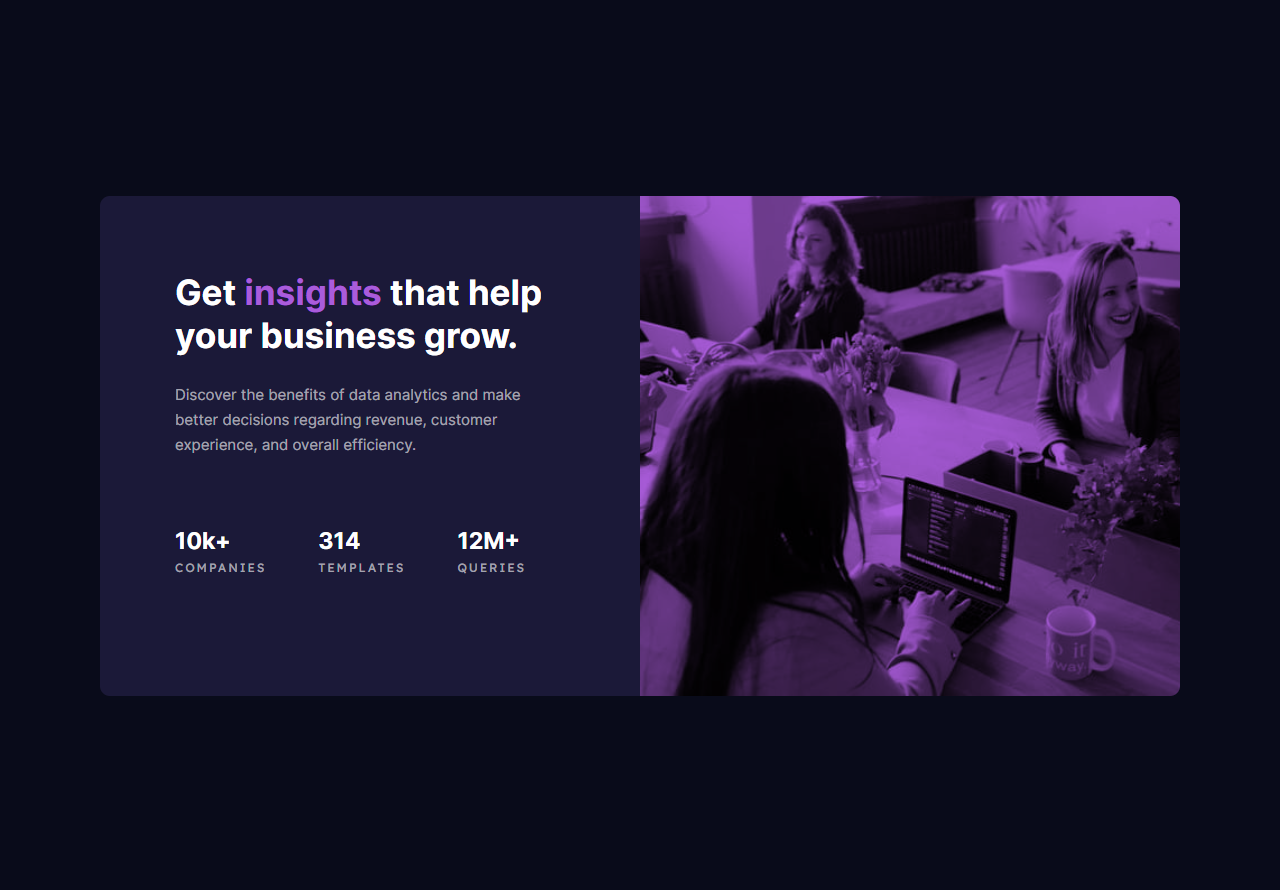 Get insights that help
your business grow.
Discover the benefits of data analytics and make
better decisions regarding revenue, customer
experience, and overall efficiency.
10k+ 314 12M+
COMPANIES TEMPLATES QUERIES